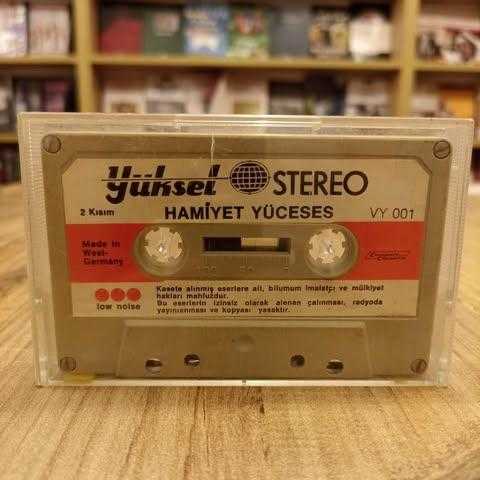 yüksel STEREO
2 Kısım HAMİYET YÜCESES VY 001
Made in
West-
Germany
low noise
Kasete alınmış eserlere ait, bilumum imalatçı ve mülkiyet
hakları mahfuzdur.
Bu eserlerin izinsiz olarak alenen çalınması, radyoda
yayınlanması ve kopyası yasaktır.